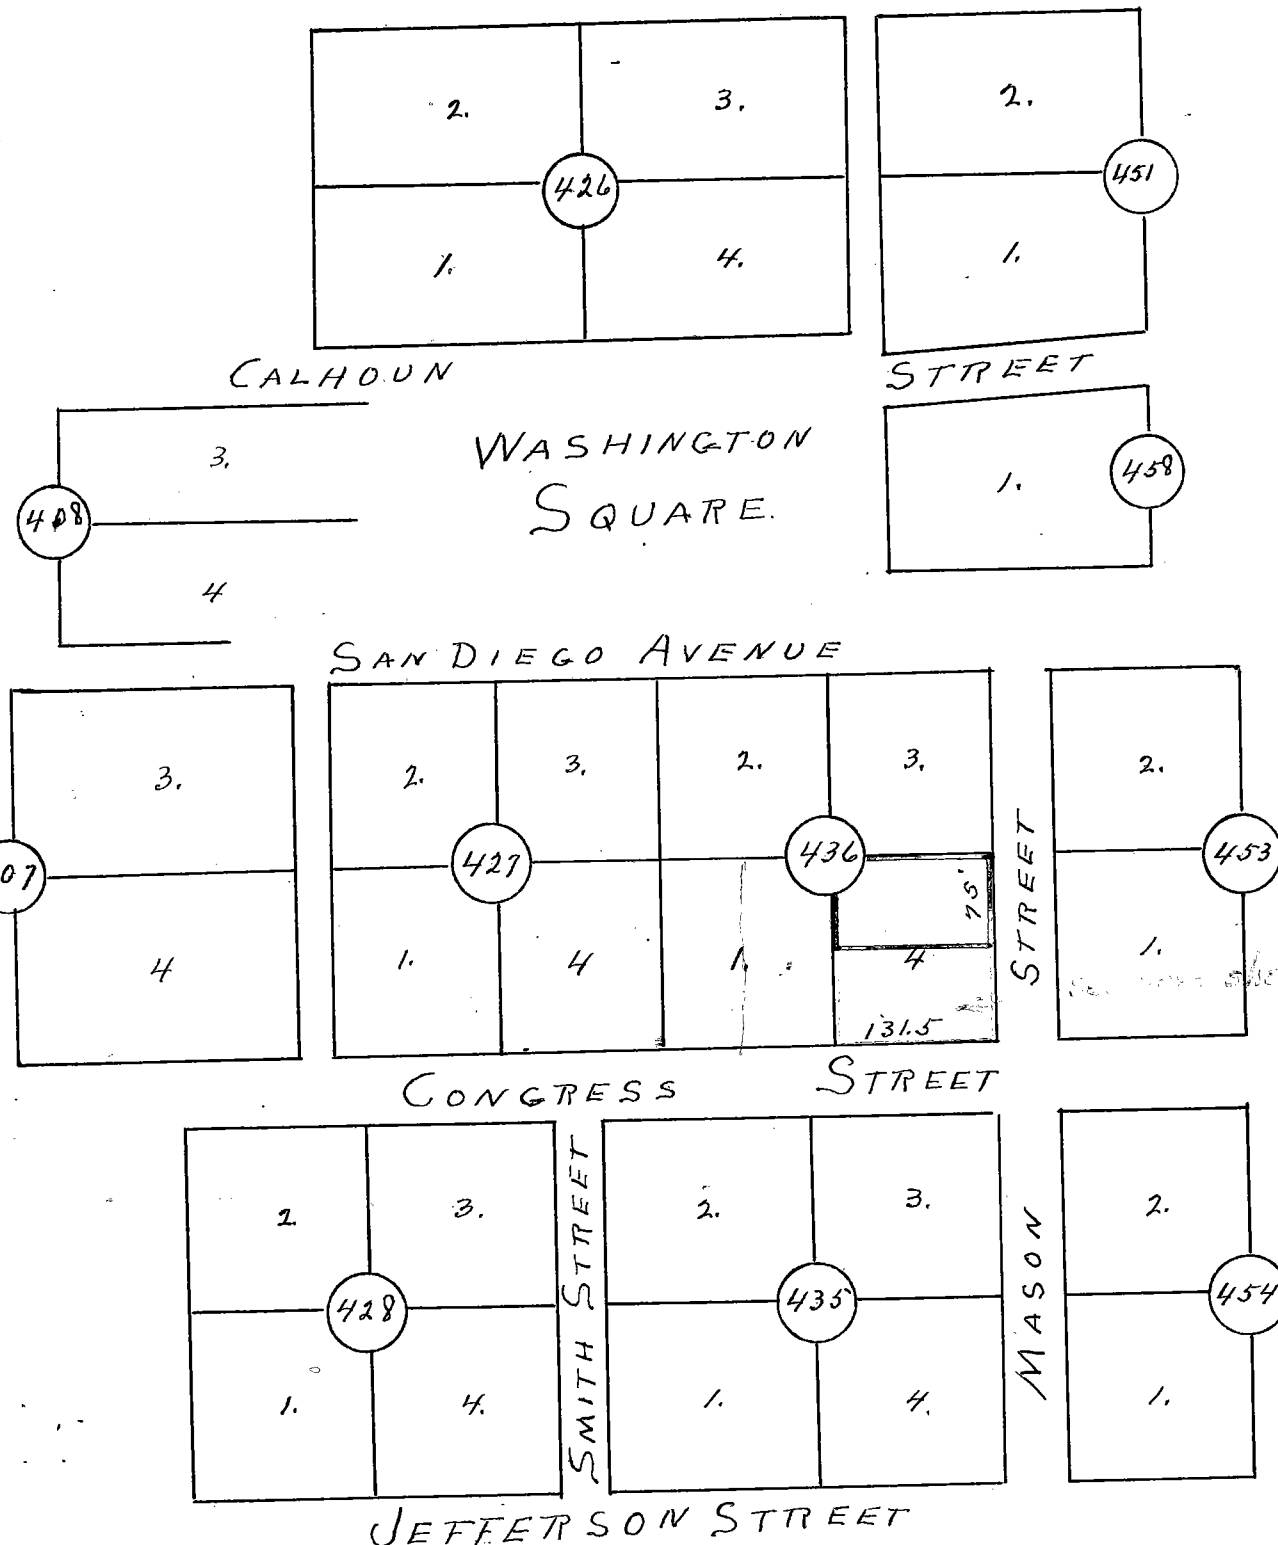 2. 3. 2.
426 451
1. 4. 1.
CALHOUN STREET
WASHINGTON
SQUARE.
3.
408
4
1. 458
SAN DIEGO AVENUE
3. 2. 3. 2. 3. 2.
07 427 436 453
75'
4 1. 4 1. 4 1.
131.5
STREET
CONGRESS STREET
2. 3. 2. 3. 2.
428 435 454
1. 4. 1. 4. 1.
SMITH STREET
MASON
JEFFERSON STREET